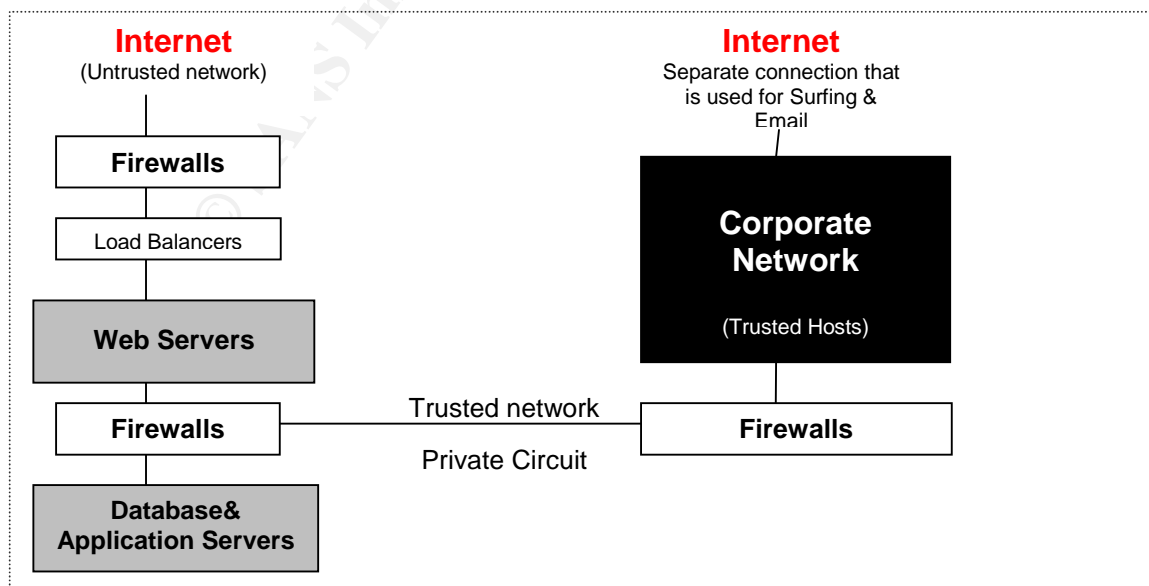 Internet
(Untrusted network)
Firewalls
Load Balancers
Web Servers
Firewalls
Database&
Application Servers
Trusted network
Private Circuit
Internet
Separate connection that
is used for Surfing &
Email
Corporate
Network
(Trusted Hosts)
Firewalls